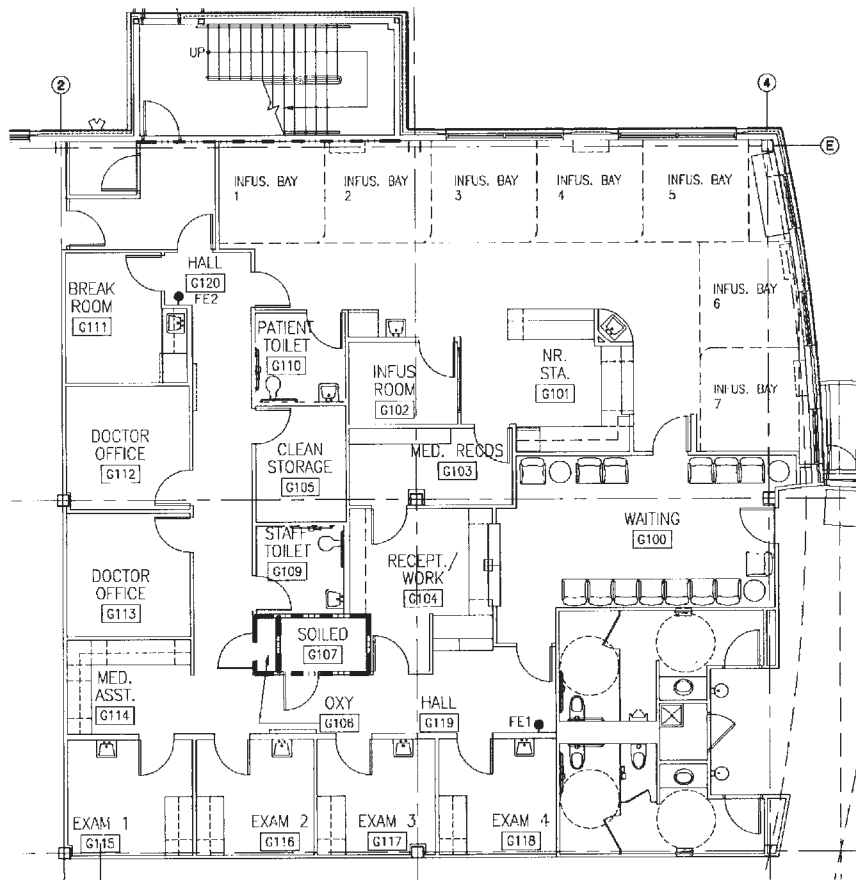 UP
2
4
E
INFUS. BAY
1
INFUS. BAY
2
INFUS. BAY
3
INFUS. BAY
4
INFUS. BAY
5
HALL
G120
FE2
BREAK
ROOM
G111
INFUS. BAY
6
PATIENT
TOILET
G110
INFUS
ROOM
G102
NR.
STA.
G101
INFUS. BAY
7
DOCTOR
OFFICE
G112
CLEAN
STORAGE
G105
MED. RECDS
G103
WAITING
G100
STAFF
TOILET
G109
RECEPT./
WORK
G104
DOCTOR
OFFICE
G113
SOILED
G107
MED.
ASST.
G114
OXY
G106
HALL
G119
FE1
EXAM 1
G115
EXAM 2
G116
EXAM 3
G117
EXAM 4
G118